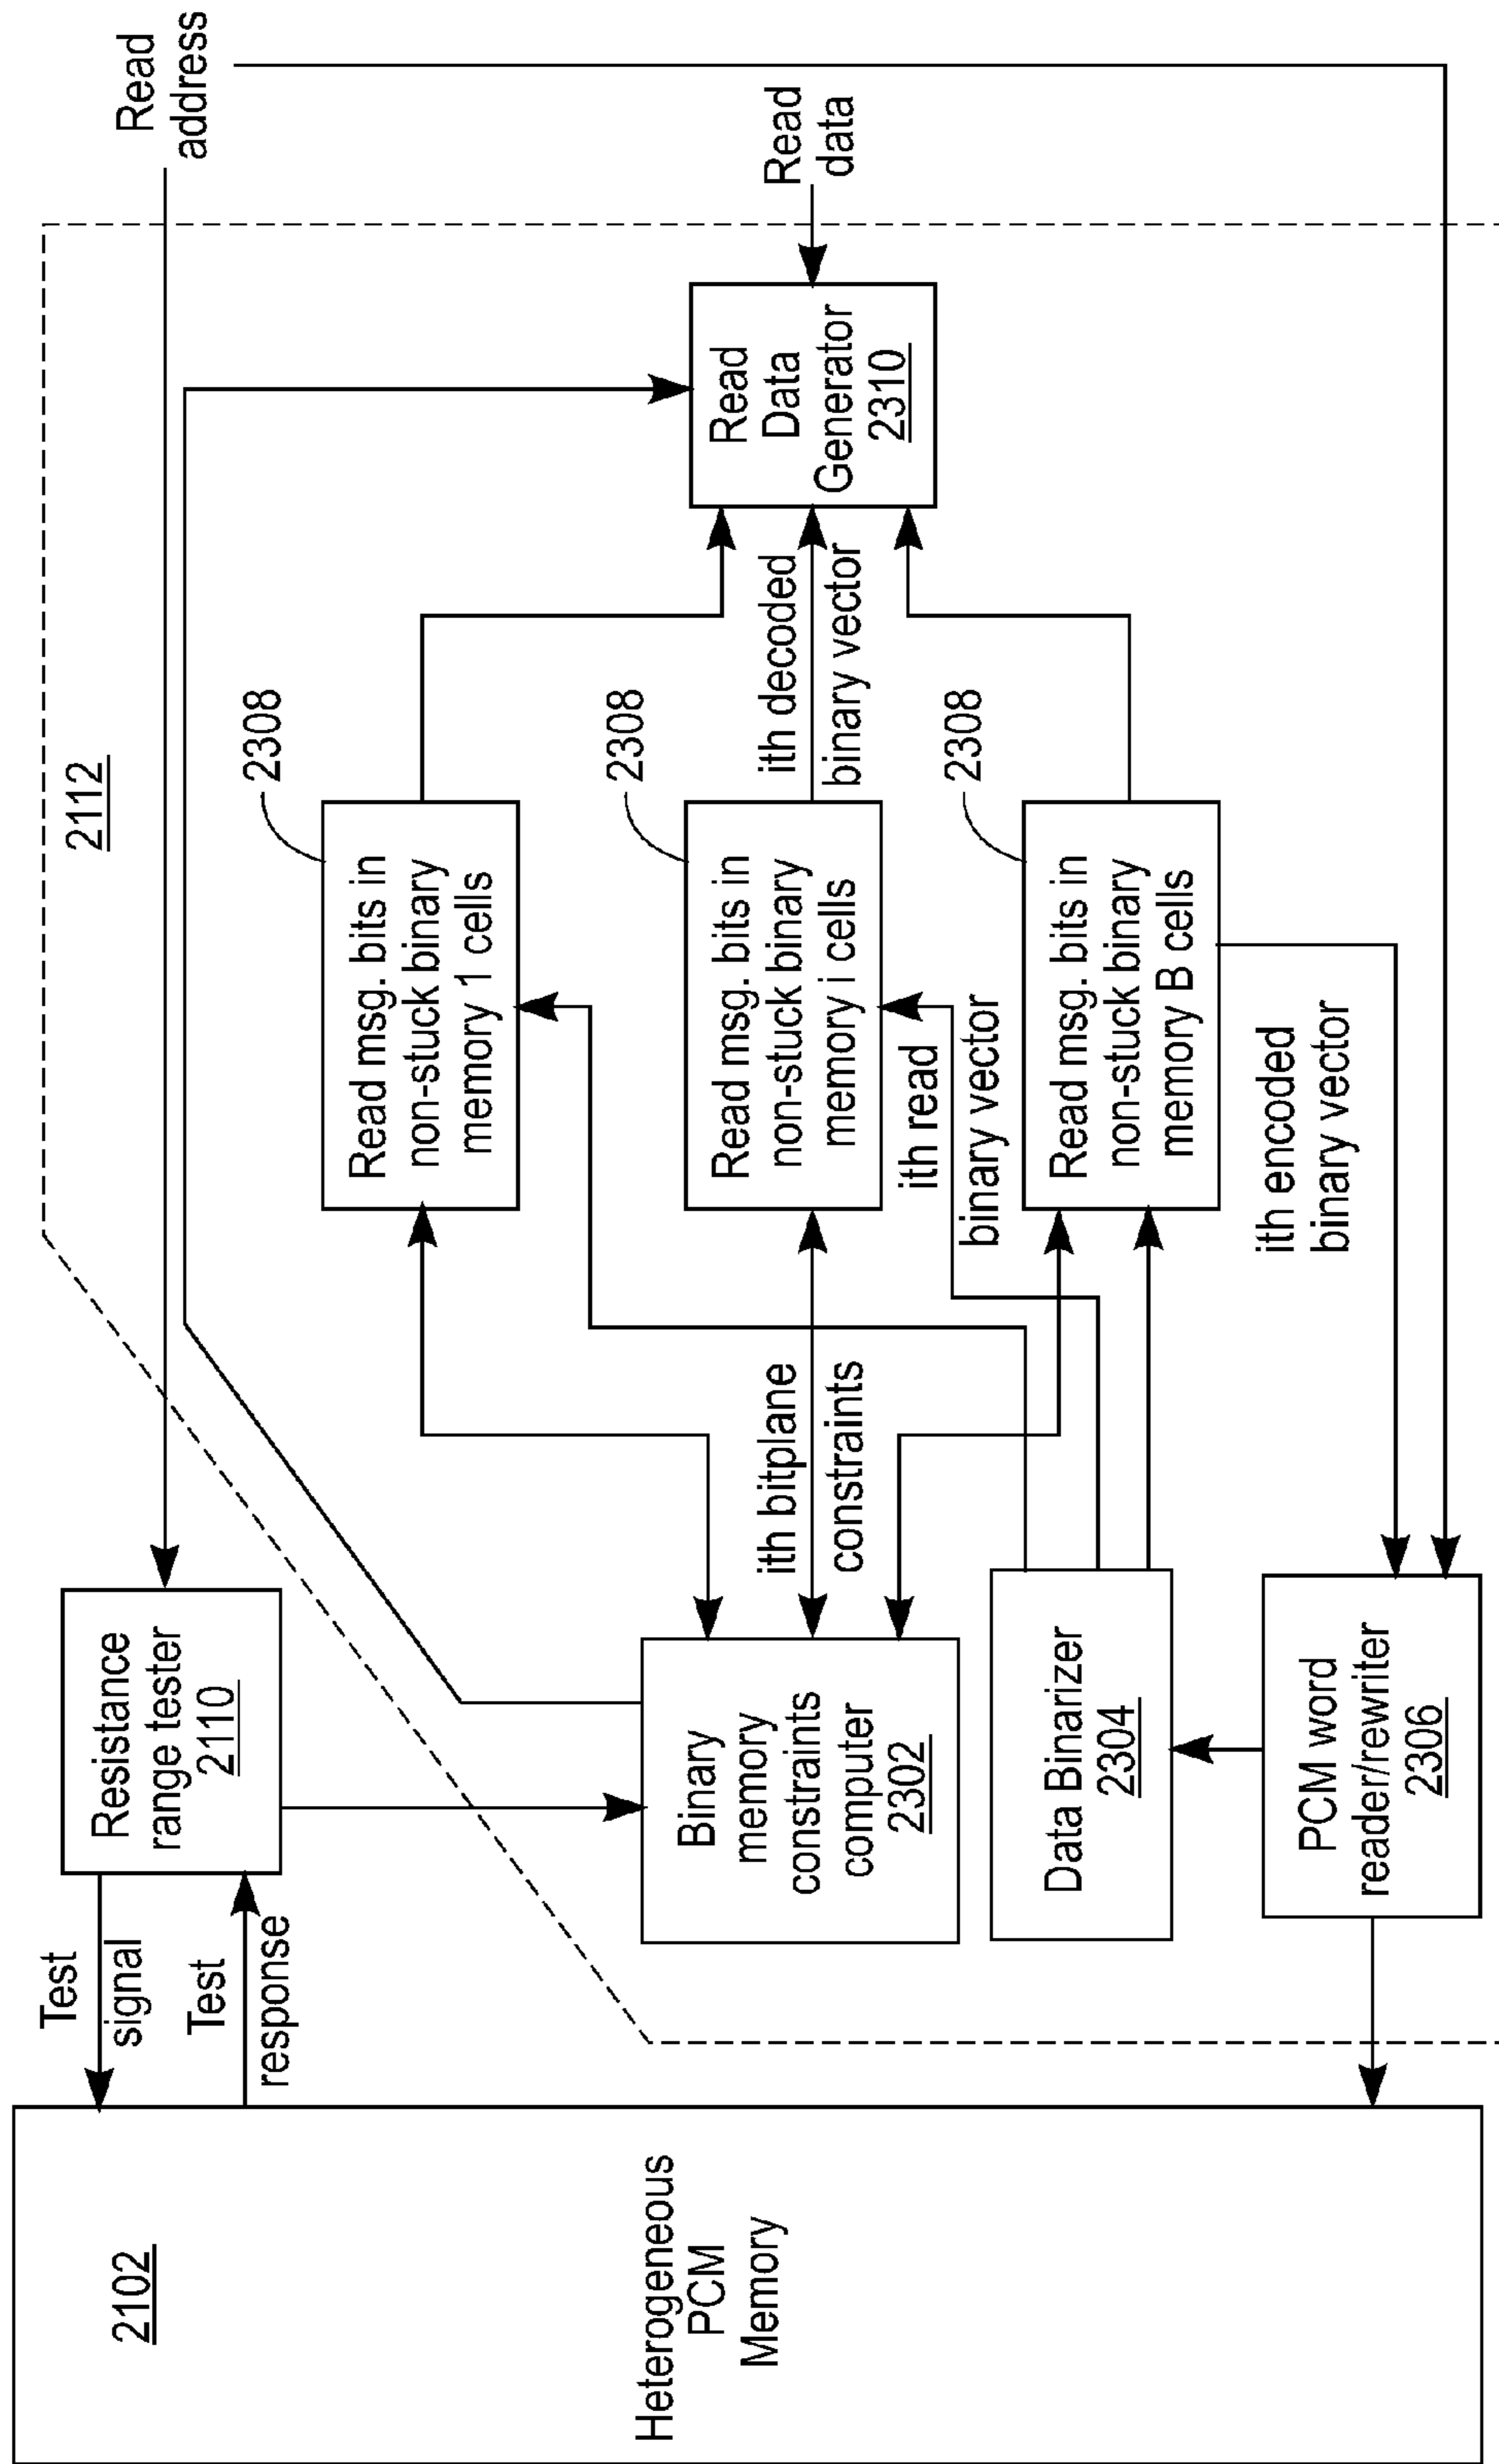 2102
Heterogeneous
PCM
Memory
Test
signal
Test
response
Resistance
range tester
2110
Read
address
2112
Binary
memory
constraints
computer
2302
Data Binarizer
2304
PCM word
reader/rewriter
2306
ith bitplane
constraints
2308
Read msg. bits in
non-stuck binary
memory 1 cells
2308
Read msg. bits in
non-stuck binary
memory i cells
ith read
binary vector
2308
Read msg. bits in
non-stuck binary
memory B cells
ith encoded
binary vector
ith decoded
binary vector
Read
Data
Generator
2310
Read
data